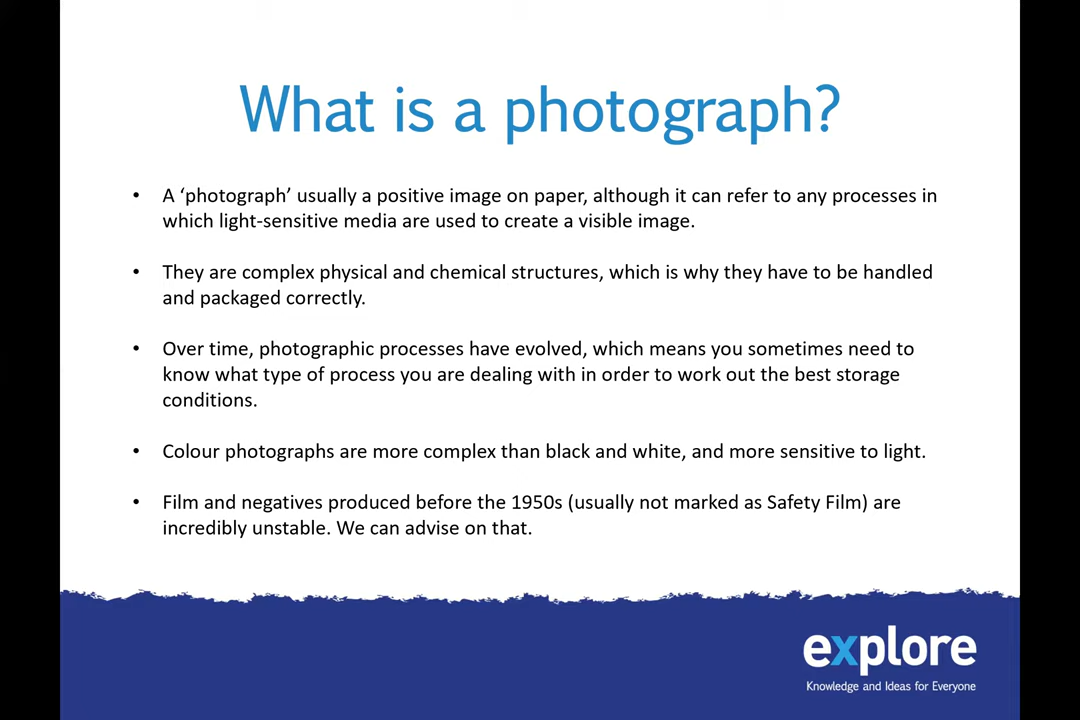 What is a photograph?
• A ‘photograph’ usually a positive image on paper, although it can refer to any processes in
which light-sensitive media are used to create a visible image.
• They are complex physical and chemical structures, which is why they have to be handled
and packaged correctly.
• Over time, photographic processes have evolved, which means you sometimes need to
know what type of process you are dealing with in order to work out the best storage
conditions.
• Colour photographs are more complex than black and white, and more sensitive to light.
• Film and negatives produced before the 1950s (usually not marked as Safety Film) are
incredibly unstable. We can advise on that.
explore
Knowledge and Ideas for Everyone